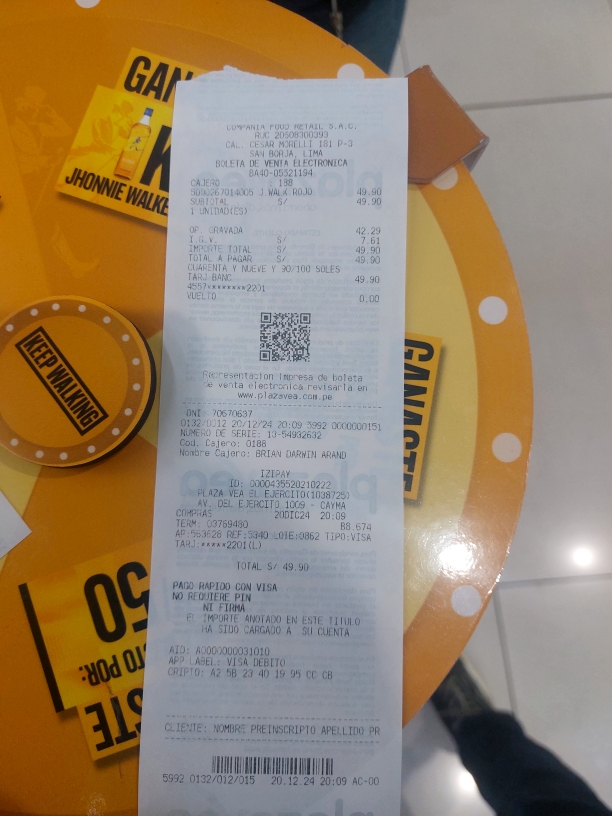 GAN
K
JHONNIE WALKE
KEEP WALKING
GANASTE
50
TO POR:
STE
COMPAÑIA FOOD RETAIL S.A.C.
RUC 20508300393
CAL. CESAR MORELLI 181 P-3
SAN BORJA, LIMA
BOLETA DE VENTA ELECTRONICA
BA40-05521194
CAJERO 188
5000267014005 J.WALK ROJO 49.90
SUBTOTAL S/ 49.90
1 UNIDAD(ES)
OP. GRAVADA 42.29
I.G.V. S/ 7.61
IMPORTE TOTAL S/ 49.90
TOTAL A PAGAR S/ 49.90
CUARENTA Y NUEVE Y 90/100 SOLES
TARJ BANC 49.90
4557********2201
VUELTO 0.00
Representacion impresa de boleta
de venta electronica revisarla en
www.plazavea.com.pe
DNI: 70670637
0132/0012 20/12/24 20:09 5992 0000000151
NUMERO DE SERIE: 13-54932632
Cod. Cajero: 0188
Nombre Cajero: BRIAN DARWIN ARAND
IZIPAY
ID: 0000435520210222
PLAZA VEA EL EJERCITO(1038725)
AV. DEL EJERCITO 1009 - CAYMA
COMPRAS 20DIC24 20:09
TERM: 03769480 B8.674
AP:553626 REF:5340 LOTE:0862 TIPO:VISA
TARJ:*****2201(L)
TOTAL S/ 49.90
PAGO RAPIDO CON VISA
NO REQUIERE PIN
NI FIRMA
EL IMPORTE ANOTADO EN ESTE TITULO
HA SIDO CARGADO A SU CUENTA
AID: A0000000031010
APP LABEL: VISA DEBITO
CRIPTO: A2 5B 23 40 19 95 CC CB
CLIENTE: NOMBRE PREINSCRIPTO APELLIDO PR
5992 0132/012/015 20.12.24 20:09 AC-00